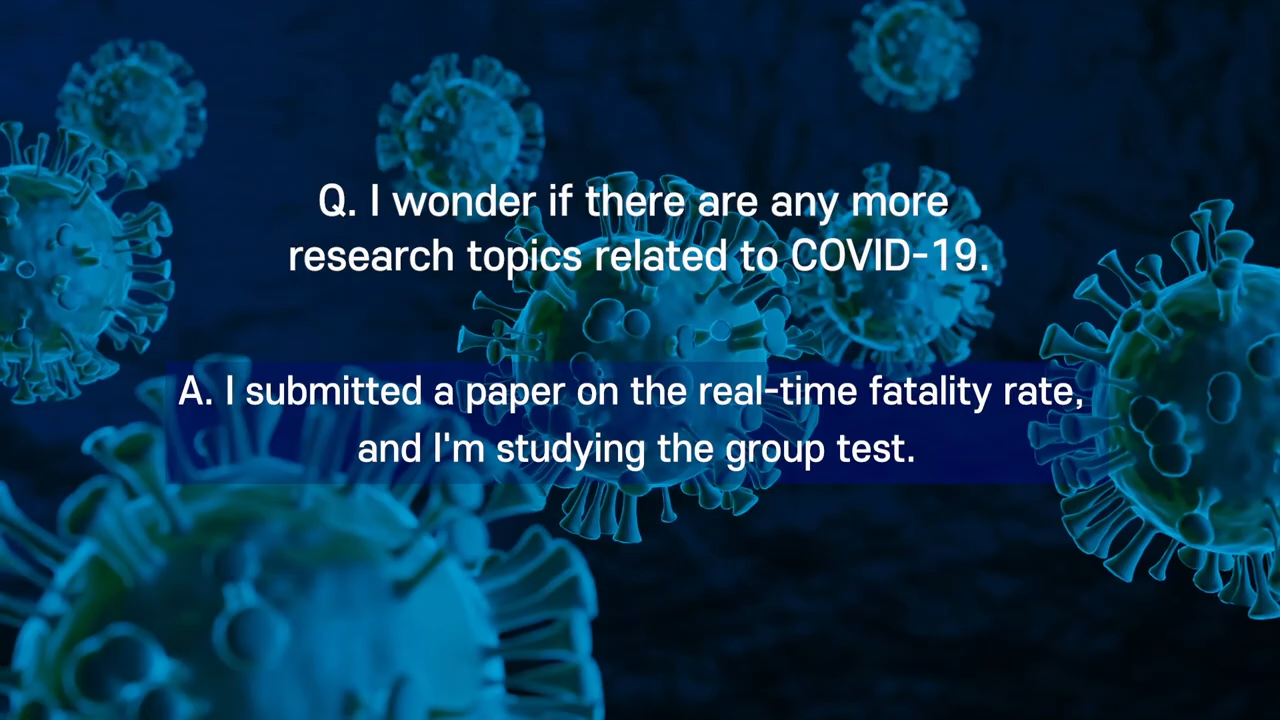 Q. I wonder if there are any more
research topics related to COVID-19.
A. I submitted a paper on the real-time fatality rate,
and I'm studying the group test.